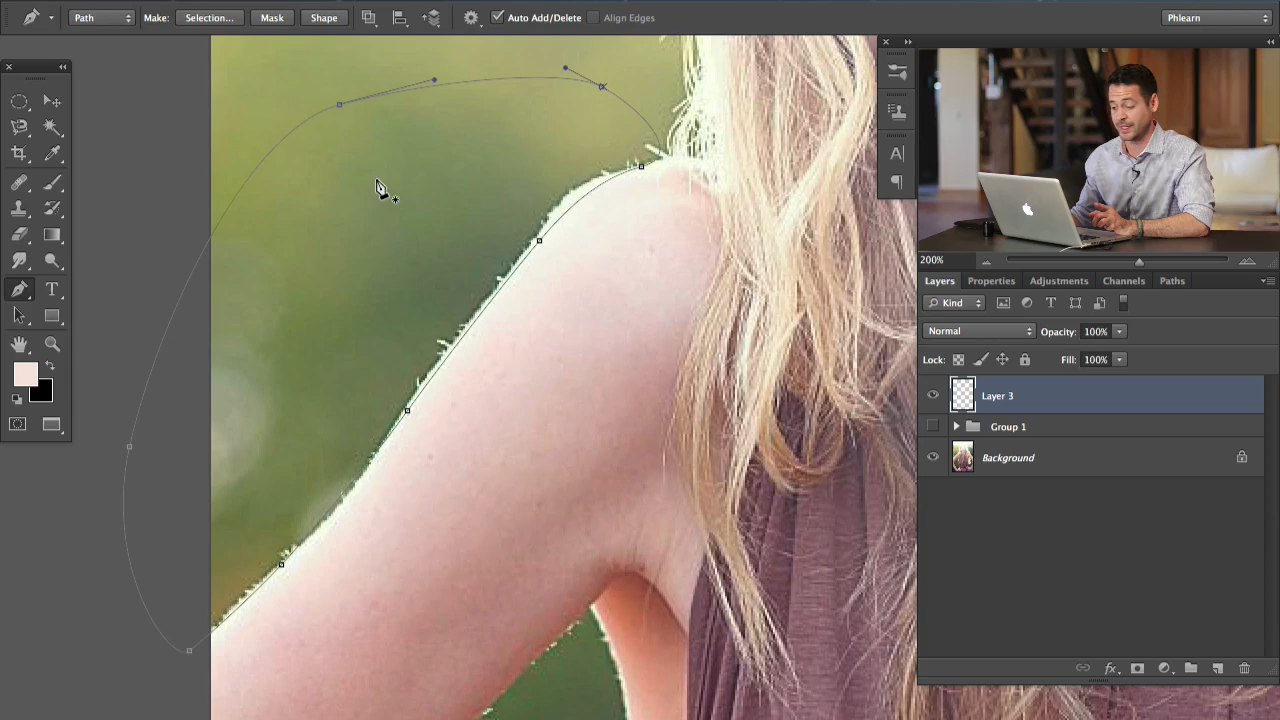 Path
Make:
Selection...
Mask
Shape
Auto Add/Delete
Align Edges
Phlearn
200%
Layers
Properties
Adjustments
Channels
Paths
Kind
Normal
Opacity: 100%
Lock:
Fill: 100%
Layer 3
Group 1
Background